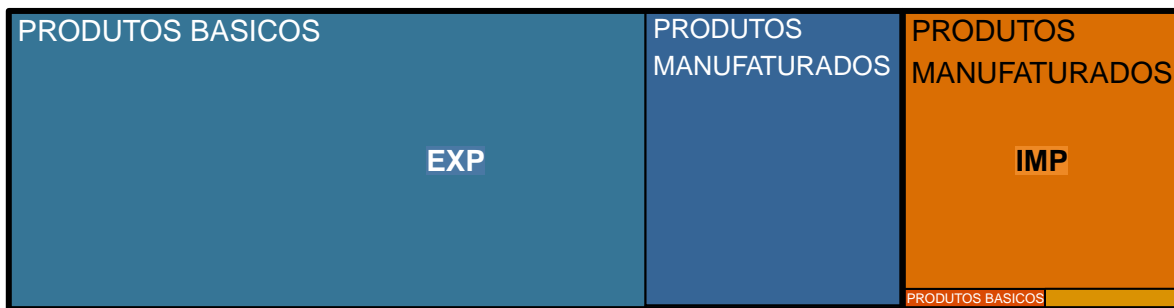 PRODUTOS BASICOS
EXP
PRODUTOS
MANUFATURADOS
PRODUTOS
MANUFATURADOS
IMP
PRODUTOS BASICOS